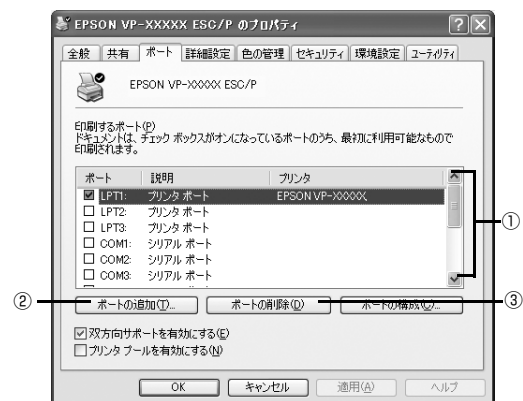 EPSON VP-XXXXX ESC/P のプロパティ
全般 共有 ポート 詳細設定 色の管理 セキュリティ 環境設定 ユーティリティ
EPSON VP-XXXXX ESC/P
印刷するポート(P)
ドキュメントは、チェック ボックスがオンになっているポートのうち、最初に利用可能なもので
印刷されます。
ポート 説明 プリンタ
LPT1: プリンタ ポート EPSON VP-XXXXX,
LPT2: プリンタ ポート
LPT3: プリンタ ポート
COM1: シリアル ポート
COM2: シリアル ポート
COM3: シリアル ポート
①
② ポートの追加(T)... ポートの削除(D) ポートの構成(C)... ③
双方向サポートを有効にする(E)
プリンタ プールを有効にする(N)
OK キャンセル 適用(A) ヘルプ